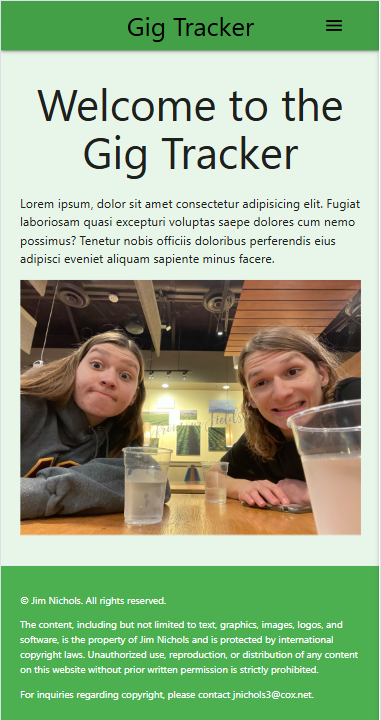 Gig Tracker
Welcome to the
Gig Tracker
Lorem ipsum, dolor sit amet consectetur adipisicing elit. Fugiat
laboriosam quasi excepturi voluptas saepe dolores cum nemo
possimus? Tenetur nobis officiis doloribus perferendis eius
adipisci eveniet aliquam sapiente minus facere.
© Jim Nichols. All rights reserved.
The content, including but not limited to text, graphics, images, logos, and
software, is the property of Jim Nichols and is protected by international
copyright laws. Unauthorized use, reproduction, or distribution of any content
on this website without prior written permission is strictly prohibited.
For inquiries regarding copyright, please contact jnichols3@cox.net.